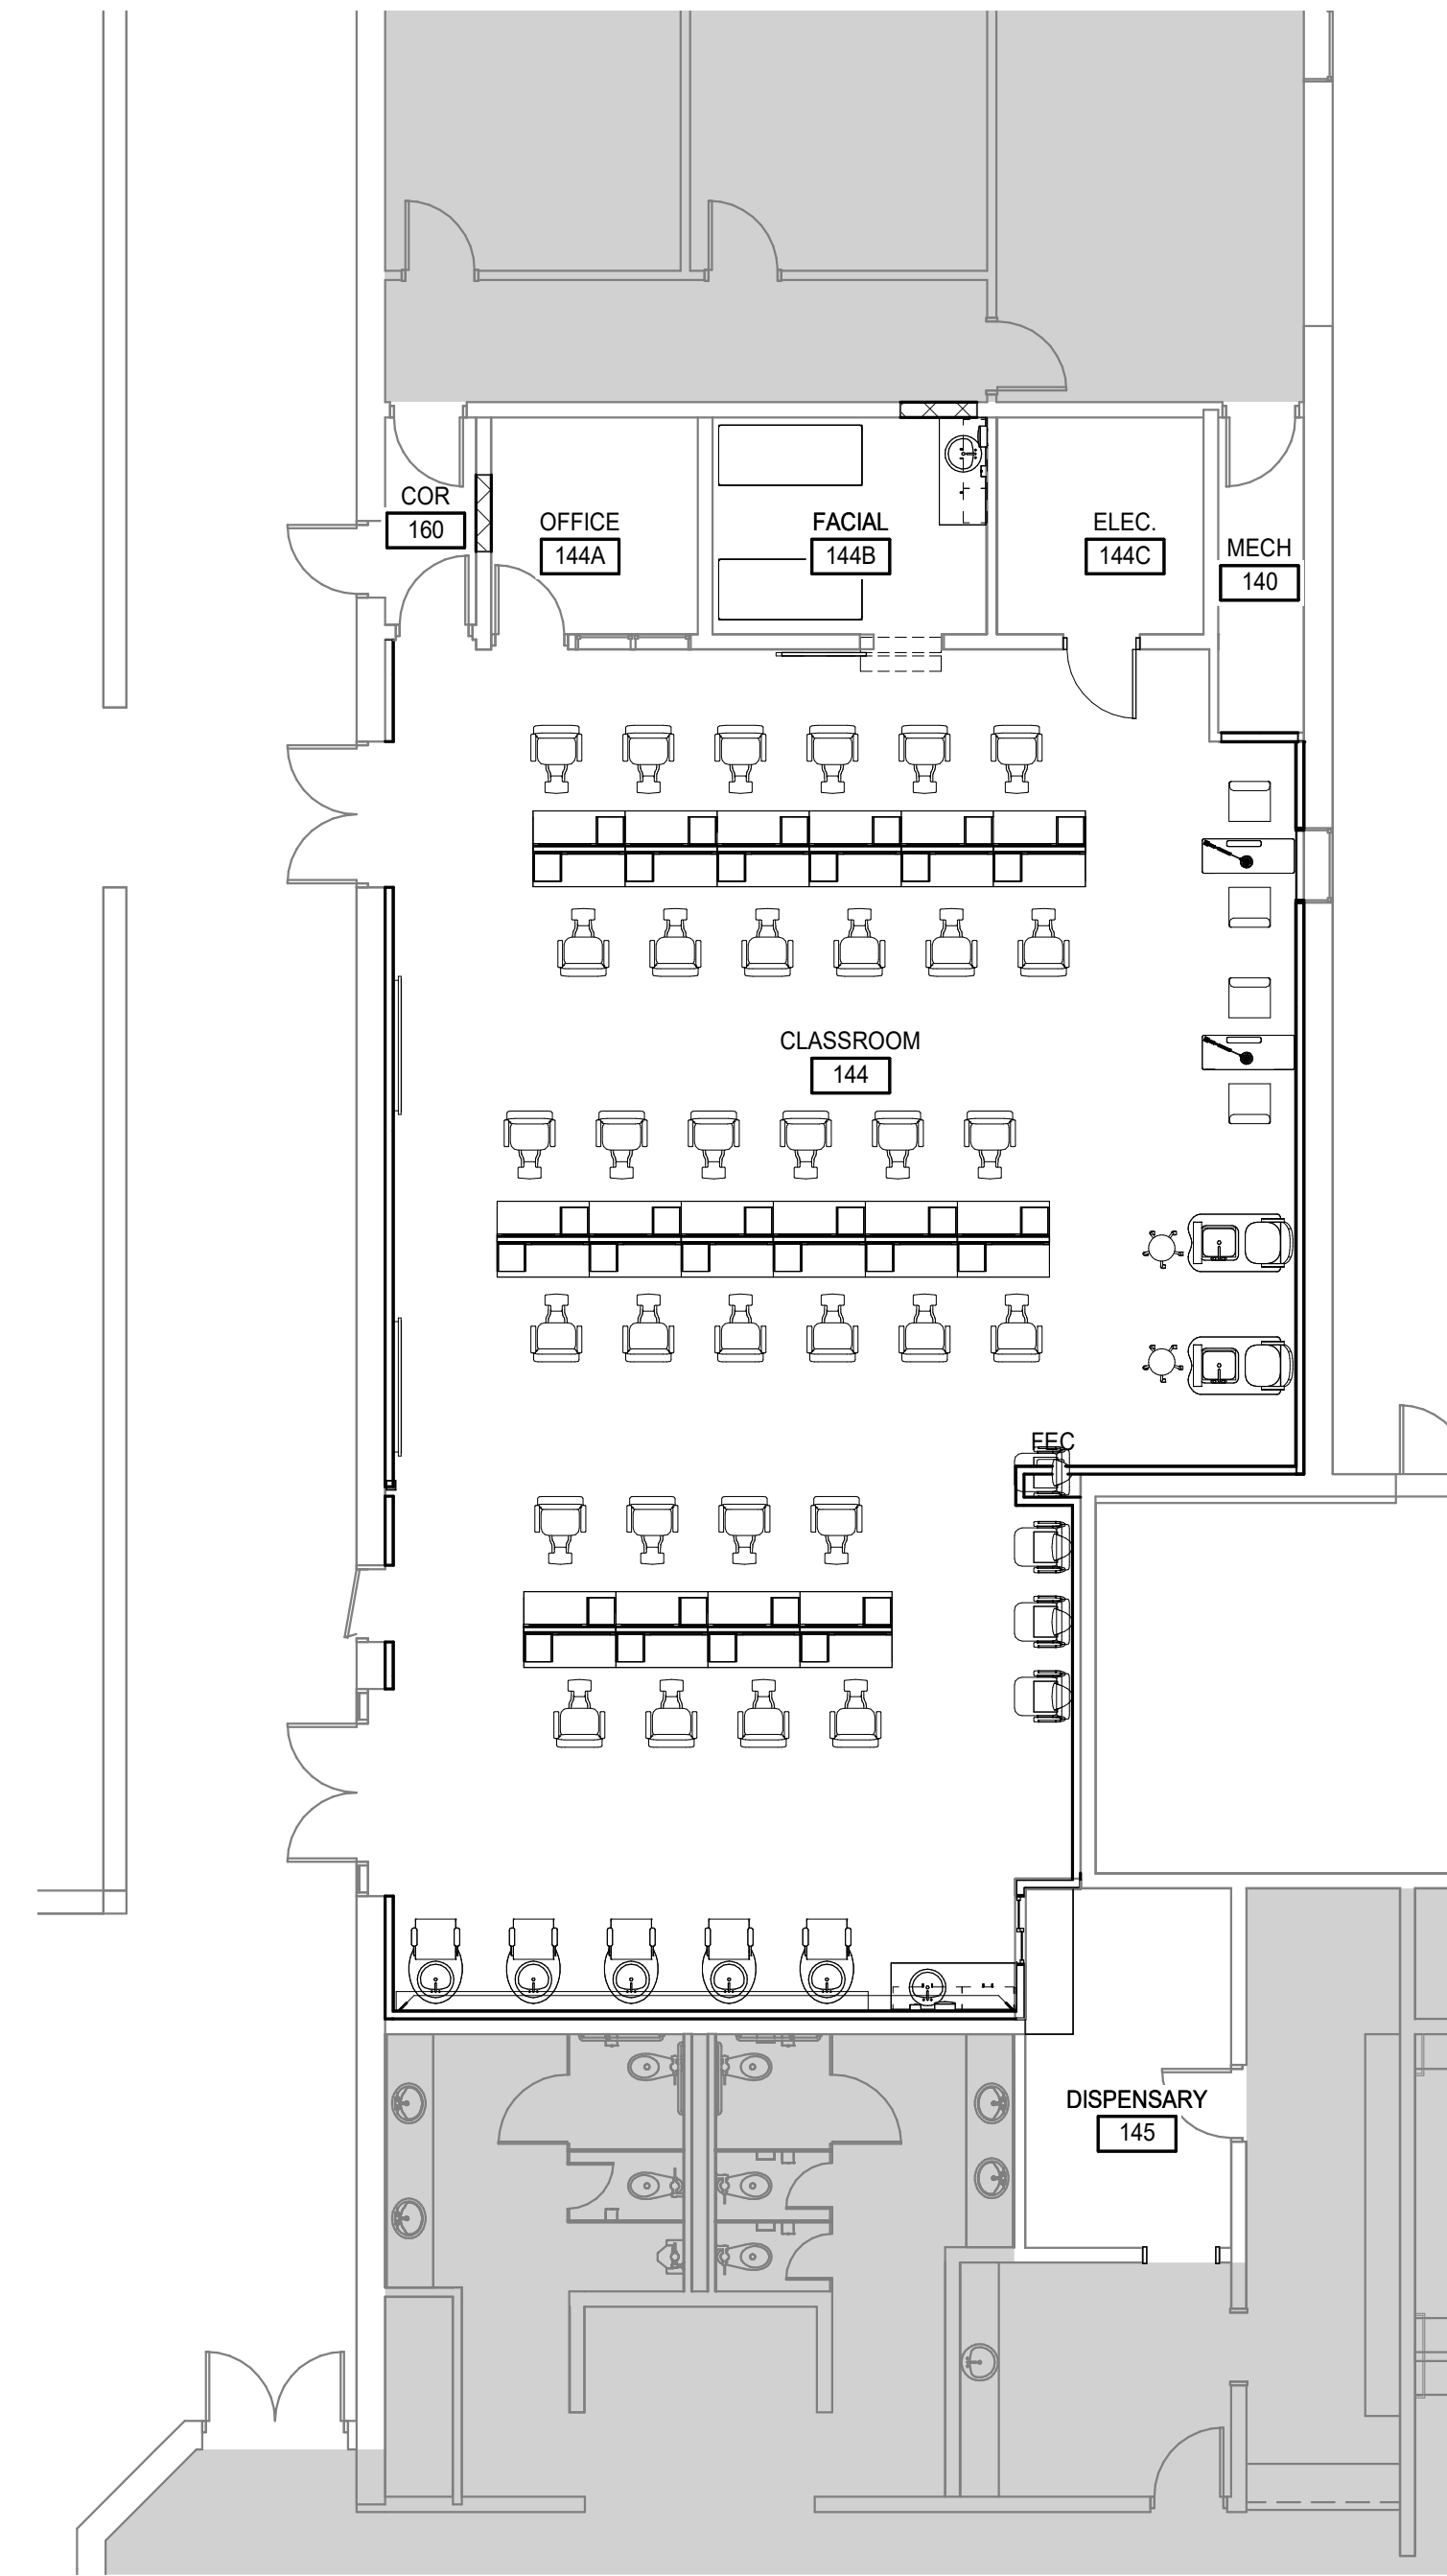 COR
160
OFFICE
144A
FACIAL
144B
ELEC.
144C
MECH
140
CLASSROOM
144
FEC
DISPENSARY
145